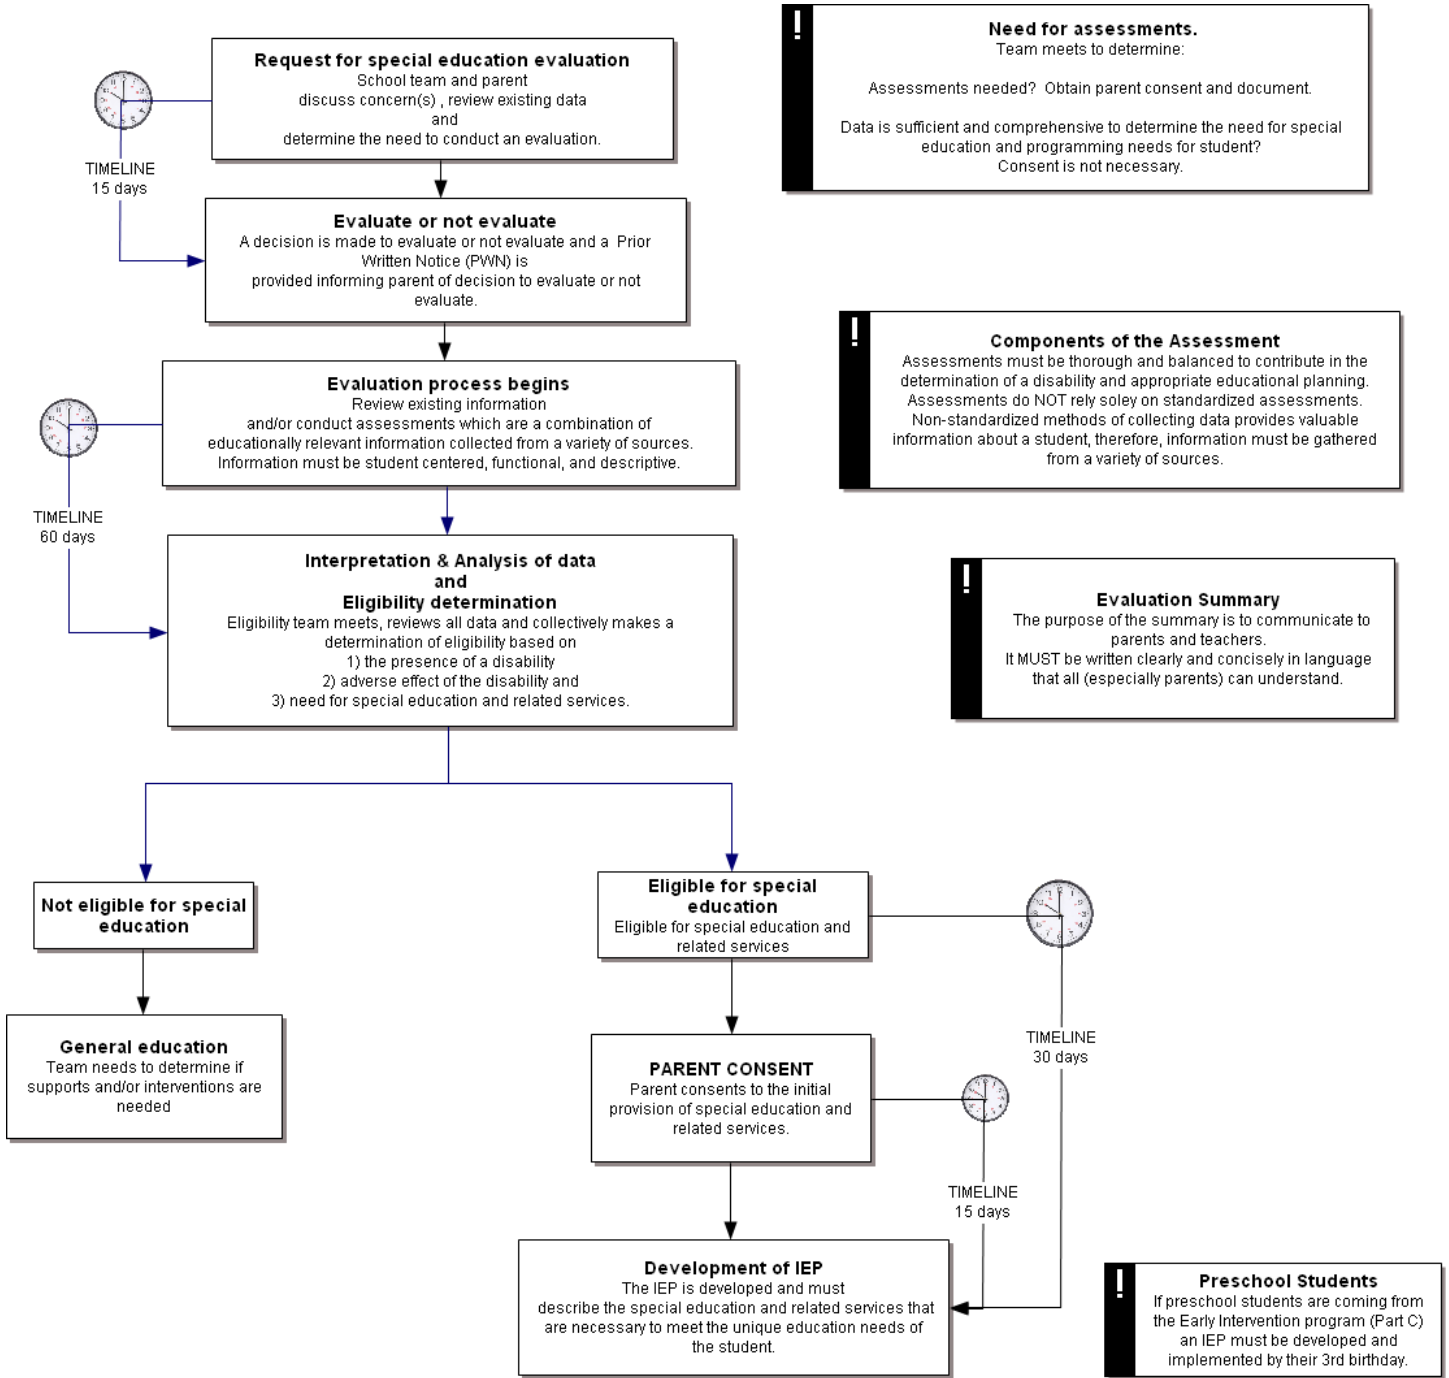 Request for special education evaluation
School team and parent
discuss concern(s) , review existing data
and
determine the need to conduct an evaluation.
TIMELINE
15 days
Evaluate or not evaluate
A decision is made to evaluate or not evaluate and a  Prior
Written Notice (PWN) is
provided informing parent of decision to evaluate or not
evaluate.
Evaluation process begins
Review existing information
and/or conduct assessments which are a combination of
educationally relevant information collected from a variety of sources.
Information must be student centered, functional, and descriptive.
TIMELINE
60 days
Interpretation & Analysis of data
and
Eligibility determination
Eligibility team meets, reviews all data and collectively makes a
determination of eligibility based on
1) the presence of a disability
2) adverse effect of the disability and
3) need for special education and related services.
Not eligible for special
education
General education
Team needs to determine if
supports and/or interventions are
needed
Eligible for special
education
Eligible for special education and
related services
PARENT CONSENT
Parent consents to the initial
provision of special education and
related services.
TIMELINE
30 days
TIMELINE
15 days
Development of IEP
The IEP is developed and must
describe the special education and related services that
are necessary to meet the unique education needs of
the student.
!
Need for assessments.
Team meets to determine:
Assessments needed?  Obtain parent consent and document.
Data is sufficient and comprehensive to determine the need for special
education and programming needs for student?
Consent is not necessary.
!
Components of the Assessment
Assessments must be thorough and balanced to contribute in the
determination of a disability and appropriate educational planning.
Assessments do NOT rely soley on standardized assessments.
Non-standardized methods of collecting data provides valuable
information about a student, therefore, information must be gathered
from a variety of sources.
!
Evaluation Summary
The purpose of the summary is to communicate to
parents and teachers.
It MUST be written clearly and concisely in language
that all (especially parents) can understand.
!
Preschool Students
If preschool students are coming from
the Early Intervention program (Part C)
an IEP must be developed and
implemented by their 3rd birthday.